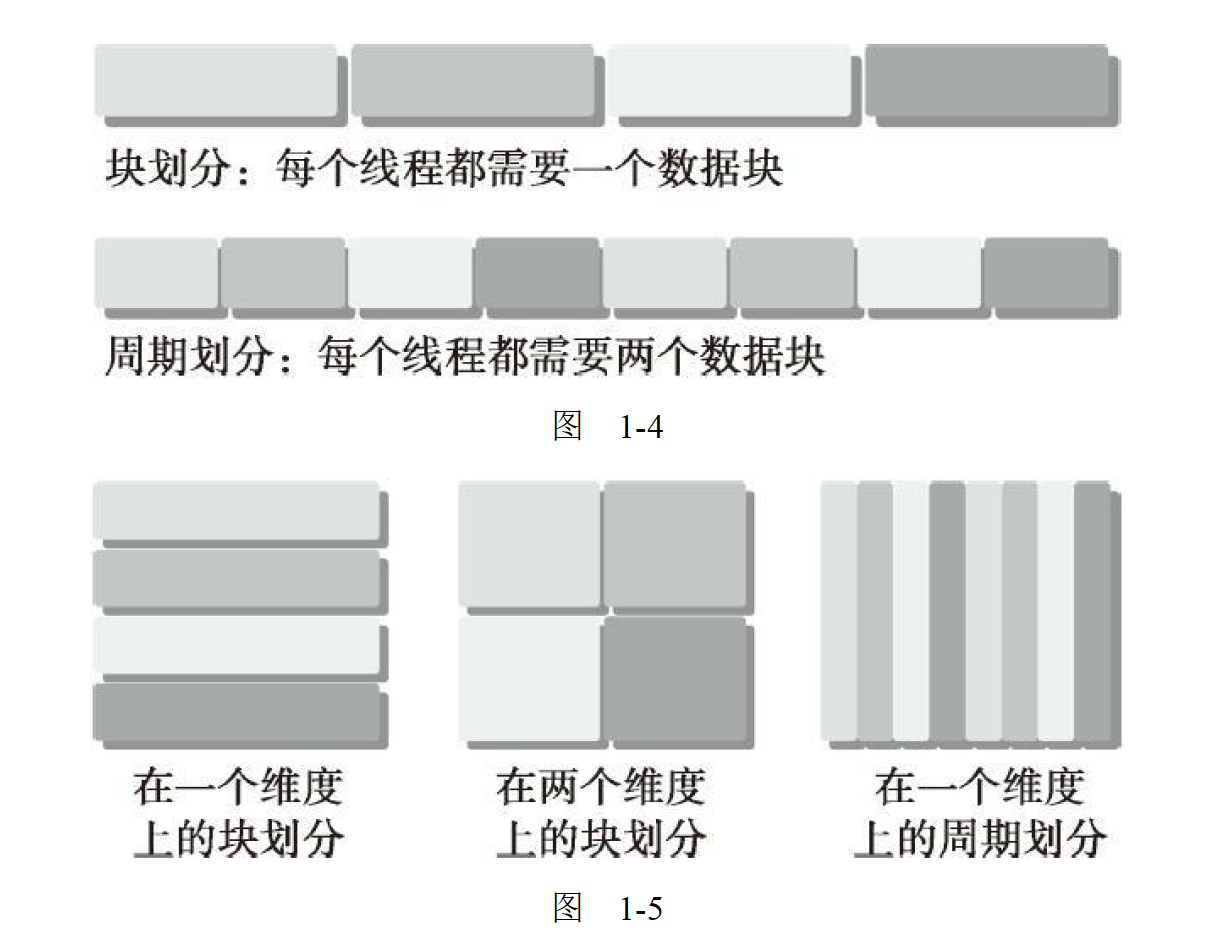 块划分：每个线程都需要一个数据块
周期划分：每个线程都需要两个数据块
图 1-4
在一个维度
上的块划分
在两个维度
上的块划分
在一个维度
上的周期划分
图 1-5